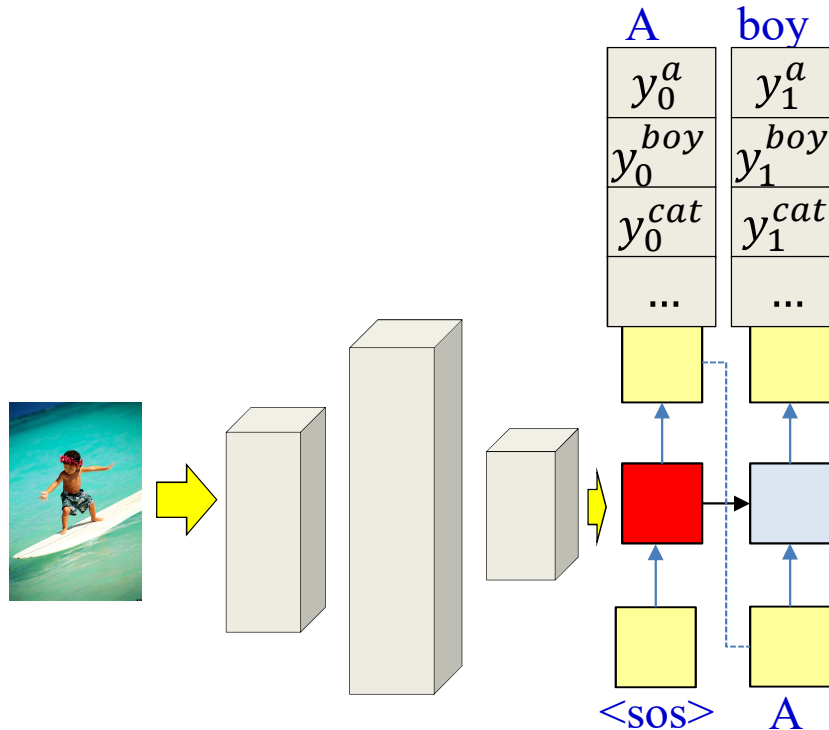 A boy
y_0^a y_1^a
y_0^{boy} y_1^{boy}
y_0^{cat} y_1^{cat}
... ...
<sos> A